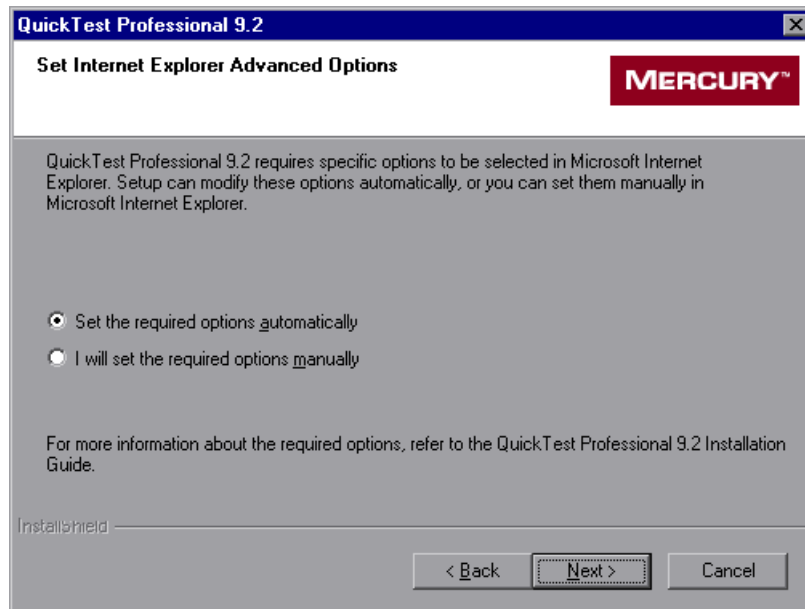 QuickTest Professional 9.2
Set Internet Explorer Advanced Options
MERCURY™
QuickTest Professional 9.2 requires specific options to be selected in Microsoft Internet
Explorer. Setup can modify these options automatically, or you can set them manually in
Microsoft Internet Explorer.
Set the required options automatically
I will set the required options manually
For more information about the required options, refer to the QuickTest Professional 9.2 Installation
Guide.
InstallShield
< Back
Next >
Cancel